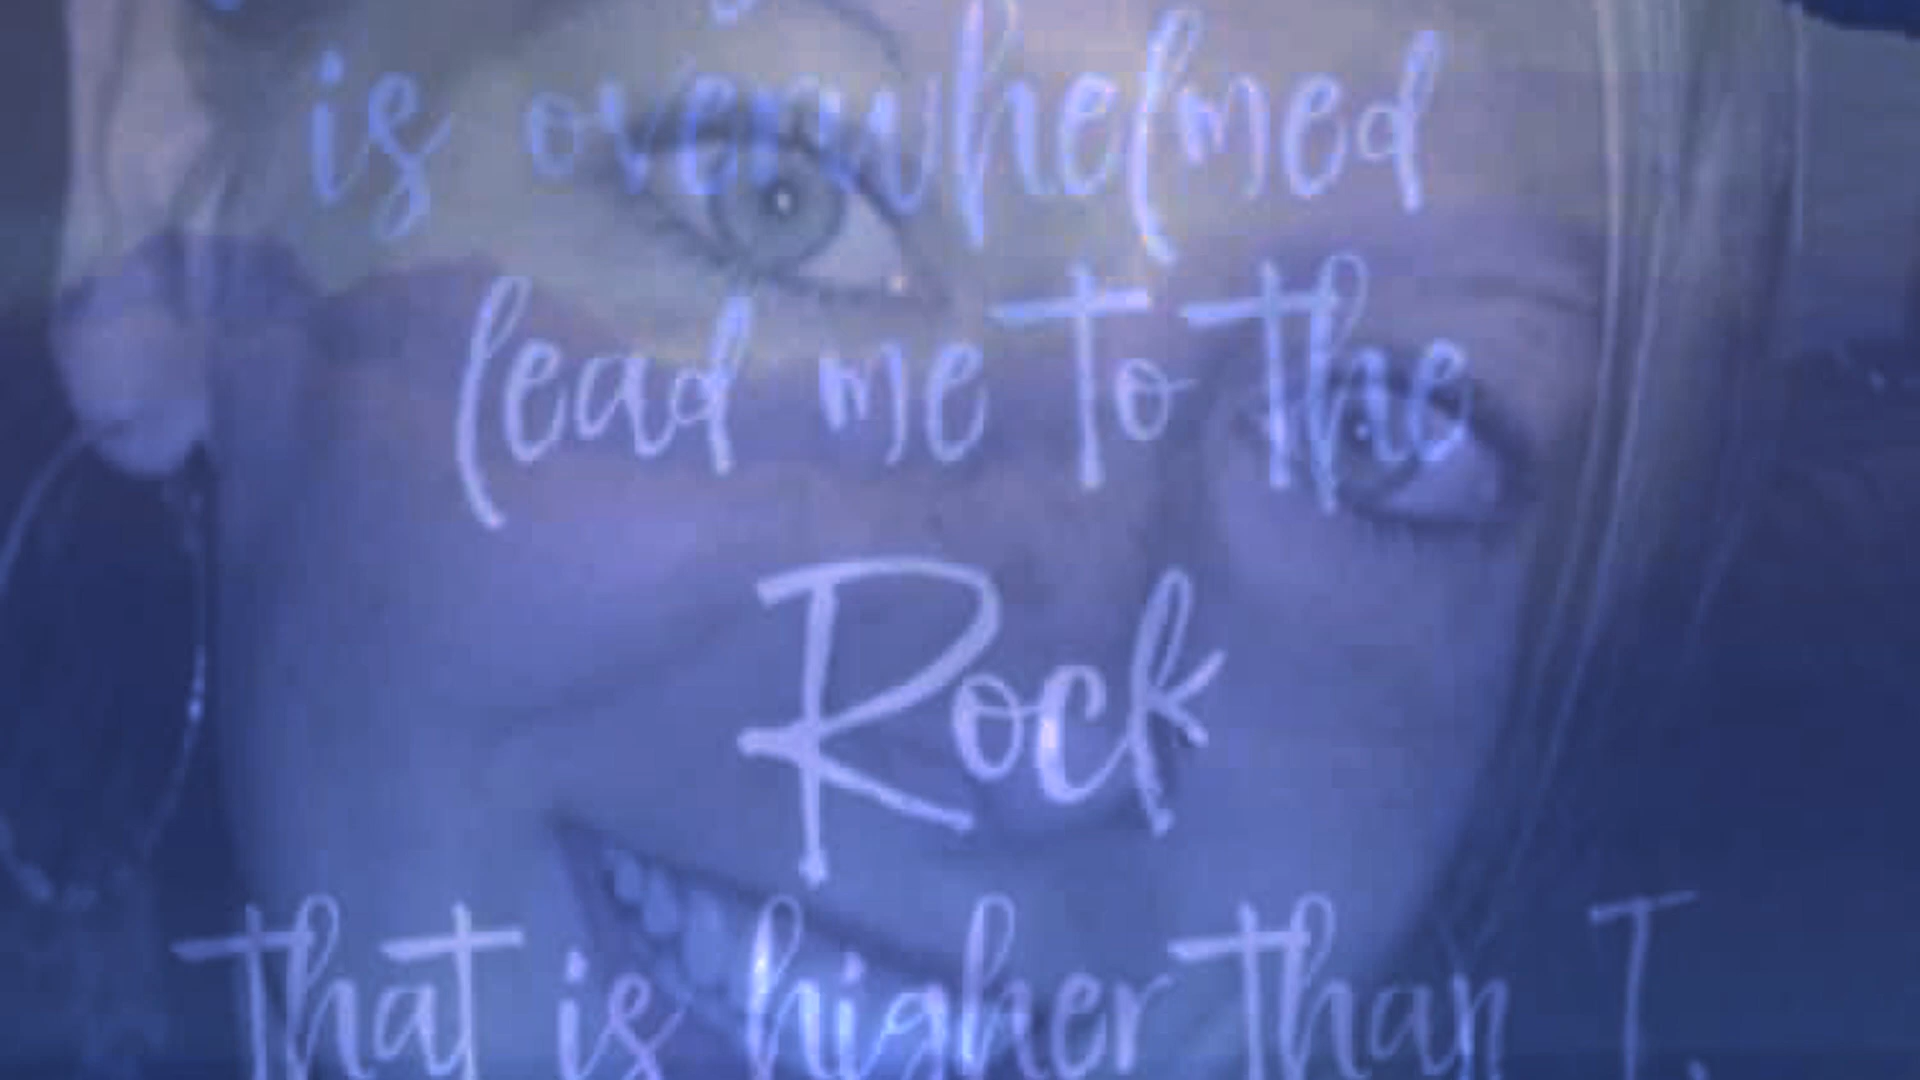 is overwhelmed
lead me to the
Rock
that is higher than I.